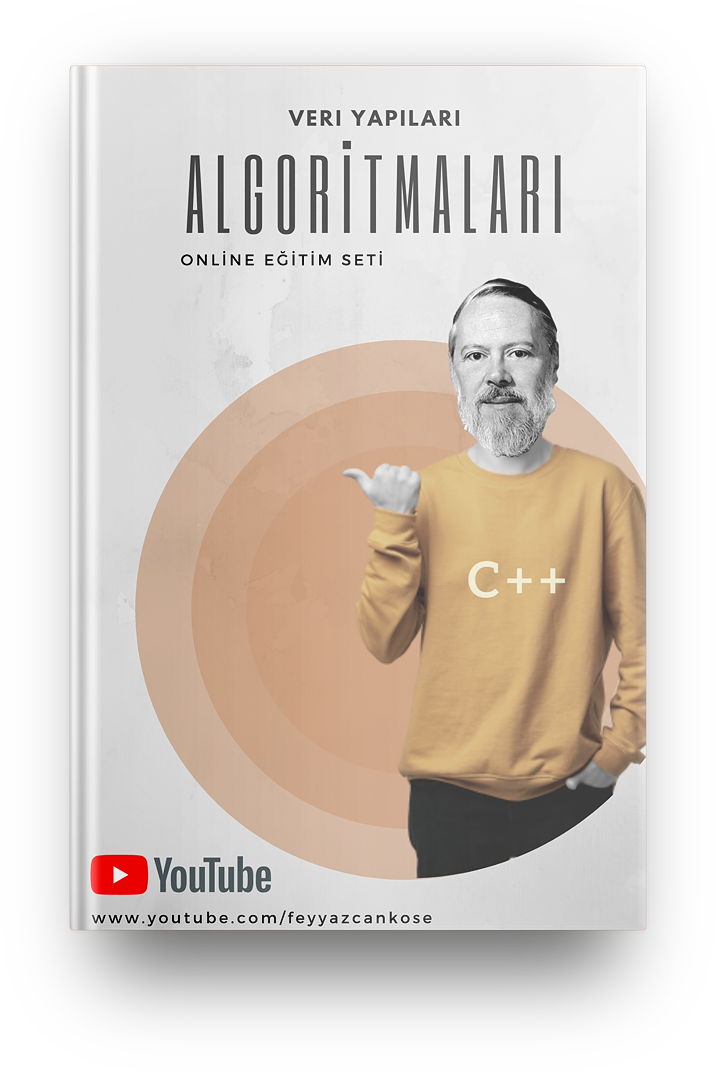 VERI YAPILARI
ALGORİTMALARI
ONLİNE EĞİTİM SETİ
C++
YouTube
www.youtube.com/feyyazcankose